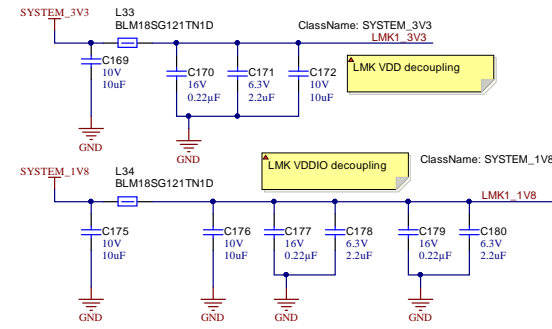 SYSTEM_3V3
L33
BLM18SG121TN1D
ClassName: SYSTEM_3V3
LMK1_3V3
C169
10V
10uF
C170
16V
0.22µF
C171
6.3V
2.2uF
C172
10V
10uF
LMK VDD decoupling
GND
GND
SYSTEM_1V8
L34
BLM18SG121TN1D
LMK VDDIO decoupling
ClassName: SYSTEM_1V8
LMK1_1V8
C175
10V
10uF
C176
10V
10uF
C177
16V
0.22µF
C178
6.3V
2.2uF
C179
16V
0.22µF
C180
6.3V
2.2uF
GND
GND
GND
GND